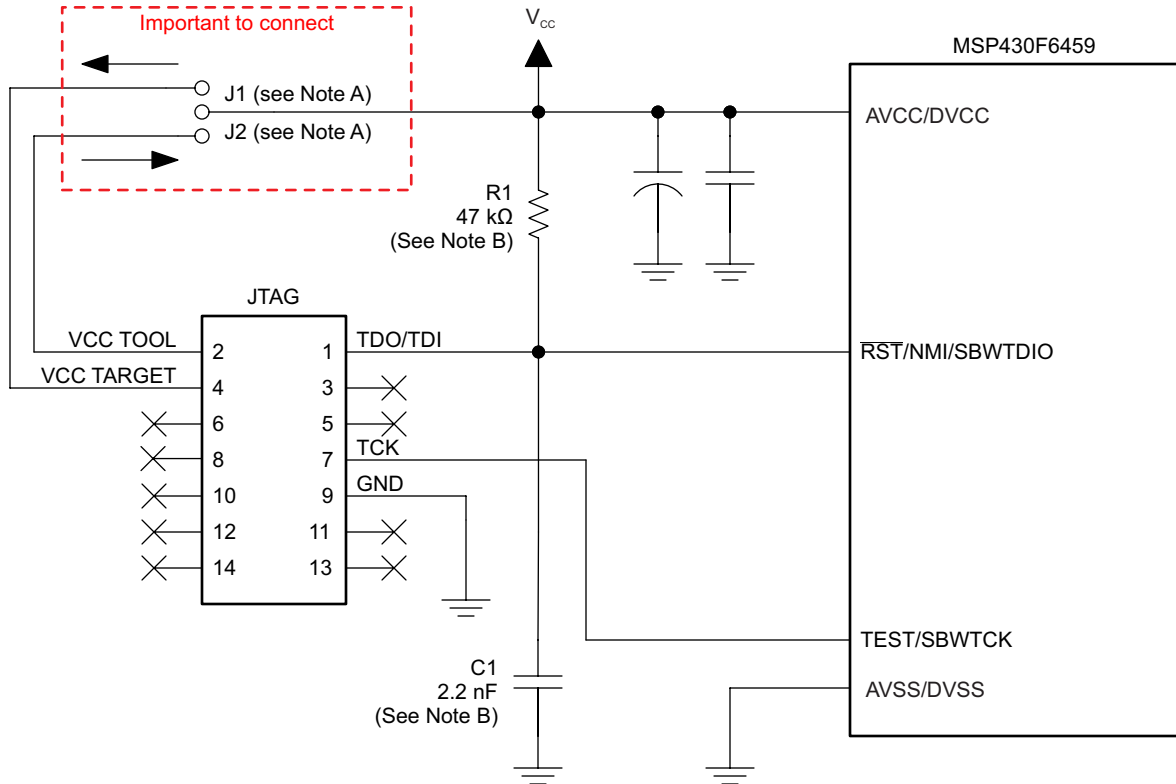 Important to connect
VCC
MSP430F6459
J1 (see Note A)
J2 (see Note A)
AVCC/DVCC
R1
47 kΩ
(See Note B)
JTAG
VCC TOOL
2
1
TDO/TDI
RST/NMI/SBWTDIO
VCC TARGET
4
3
6
5
8
7
TCK
10
9
GND
12
11
14
13
TEST/SBWTCK
C1
2.2 nF
(See Note B)
AVSS/DVSS